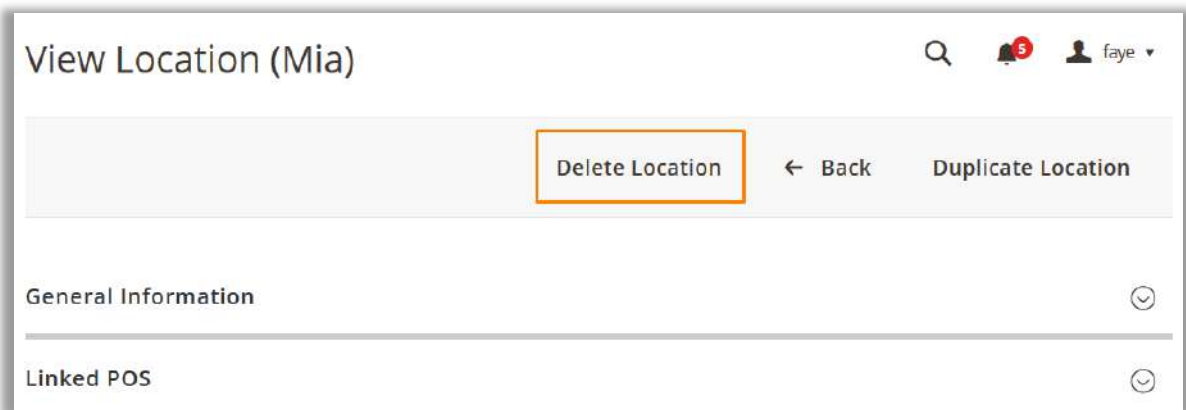 View Location (Mia)
5
faye
Delete Location
← Back
Duplicate Location
General Information
Linked POS